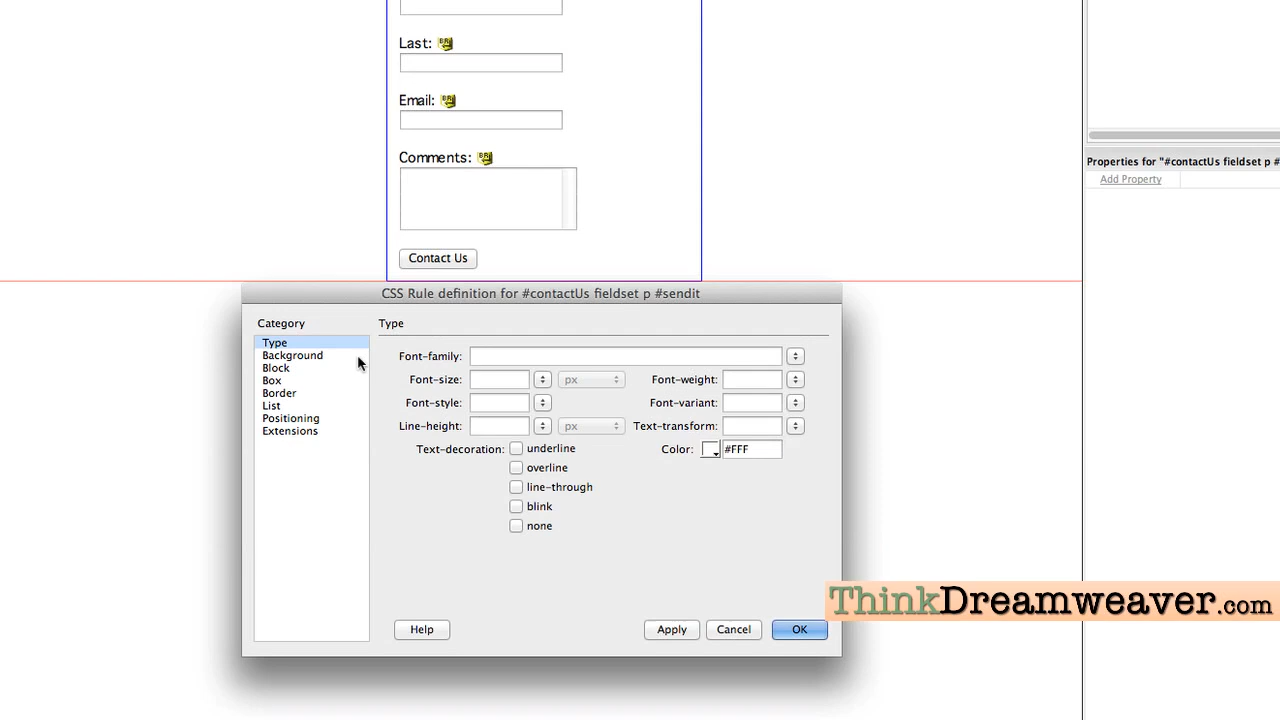 Last: BR
Email: BR
Comments: BR
Contact Us
Properties for "#contactUs fieldset p #
Add Property
CSS Rule definition for #contactUs fieldset p #sendit
Category
Type
Background
Block
Box
Border
List
Positioning
Extensions
Type
Font-family:
Font-size: px Font-weight:
Font-style: Font-variant:
Line-height: px Text-transform:
Text-decoration: underline Color: #FFF
overline
line-through
blink
none
Help Apply Cancel OK
ThinkDreamweaver.com